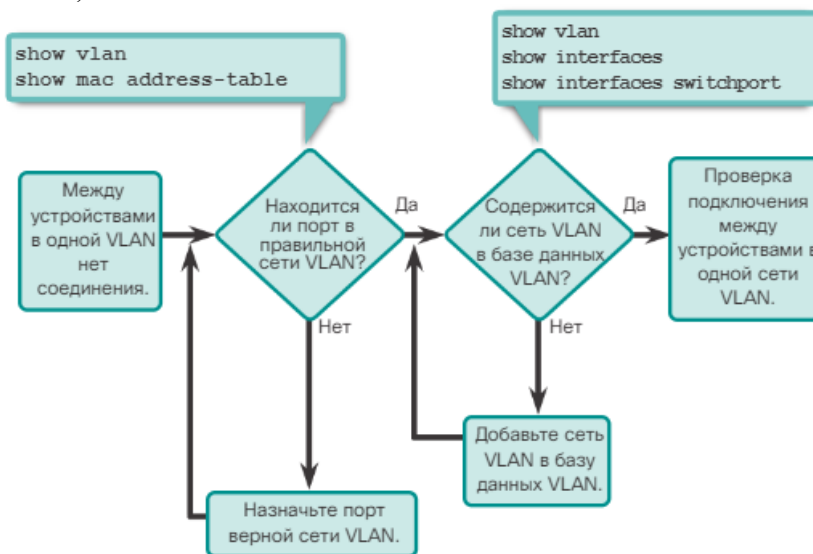 show vlan
show mac address-table
show vlan
show interfaces
show interfaces switchport
Между
устройствами
в одной VLAN
нет
соединения.
Находится
ли порт в
правильной
сети VLAN?
Да
Нет
Содержится
ли сеть VLAN
в базе данных
VLAN?
Да
Нет
Проверка
подключения
между
устройствами в
одной сети
VLAN.
Назначьте порт
верной сети VLAN.
Добавьте сеть
VLAN в базу
данных VLAN.